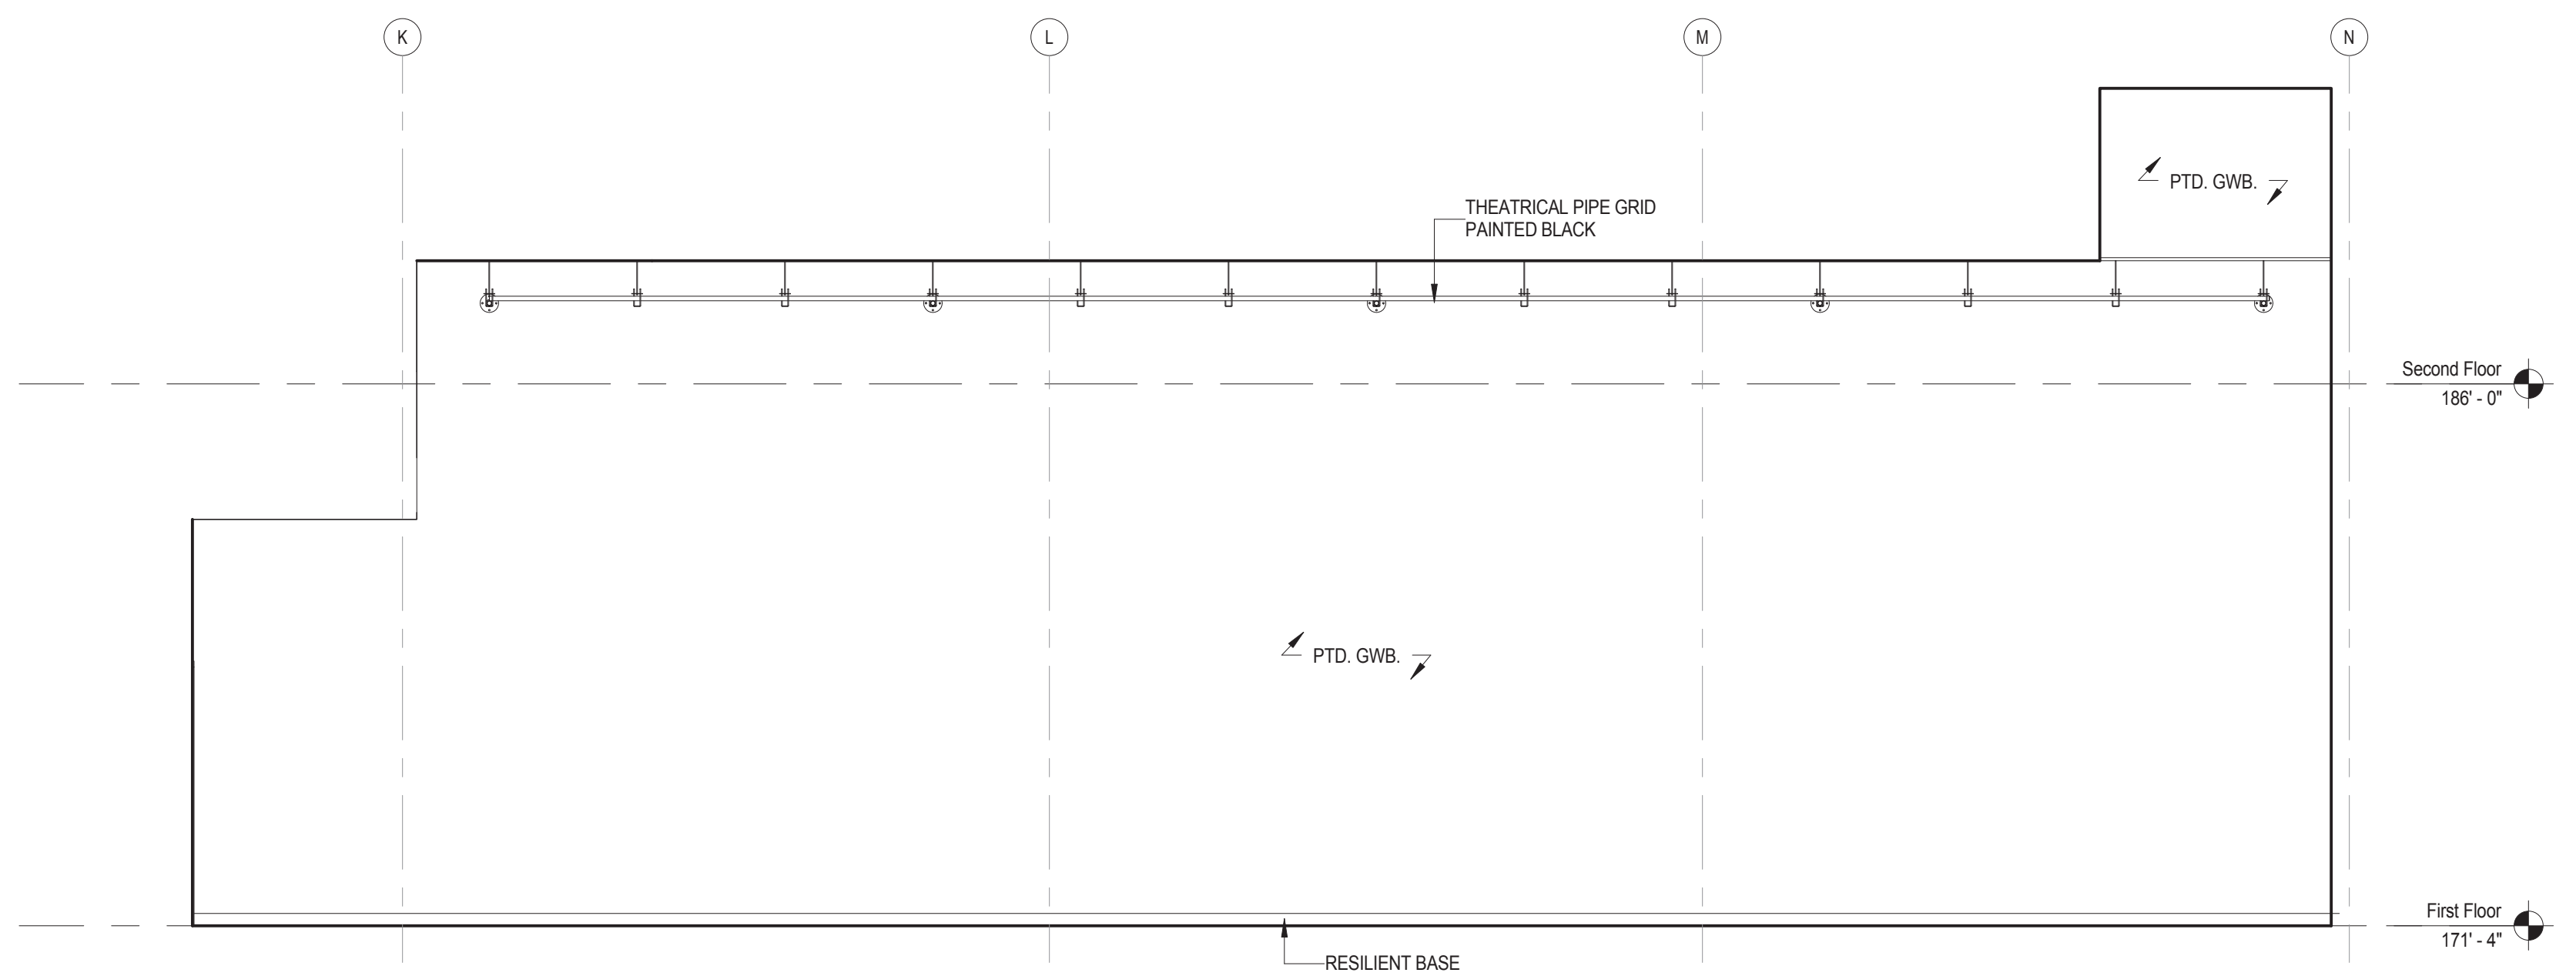 K
L
M
N
PTD. GWB.
THEATRICAL PIPE GRID
PAINTED BLACK
Second Floor
186' - 0"
PTD. GWB.
First Floor
171' - 4"
RESILIENT BASE